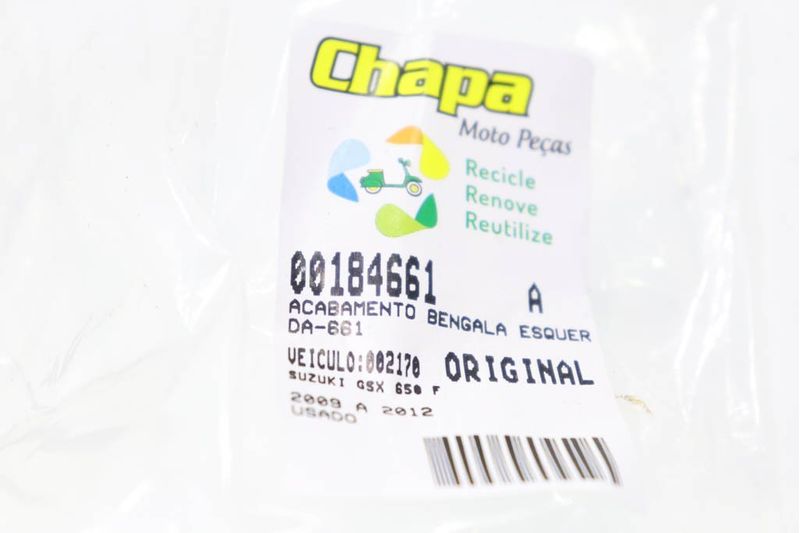 Chapa
Moto Peças
Recicle
Renove
Reutilize
00184661 A
ACABAMENTO BENGALA ESQUER
DA-661
VEICULO:002170 ORIGINAL
SUZUKI GSX 650 F
2009 A 2012
USADO